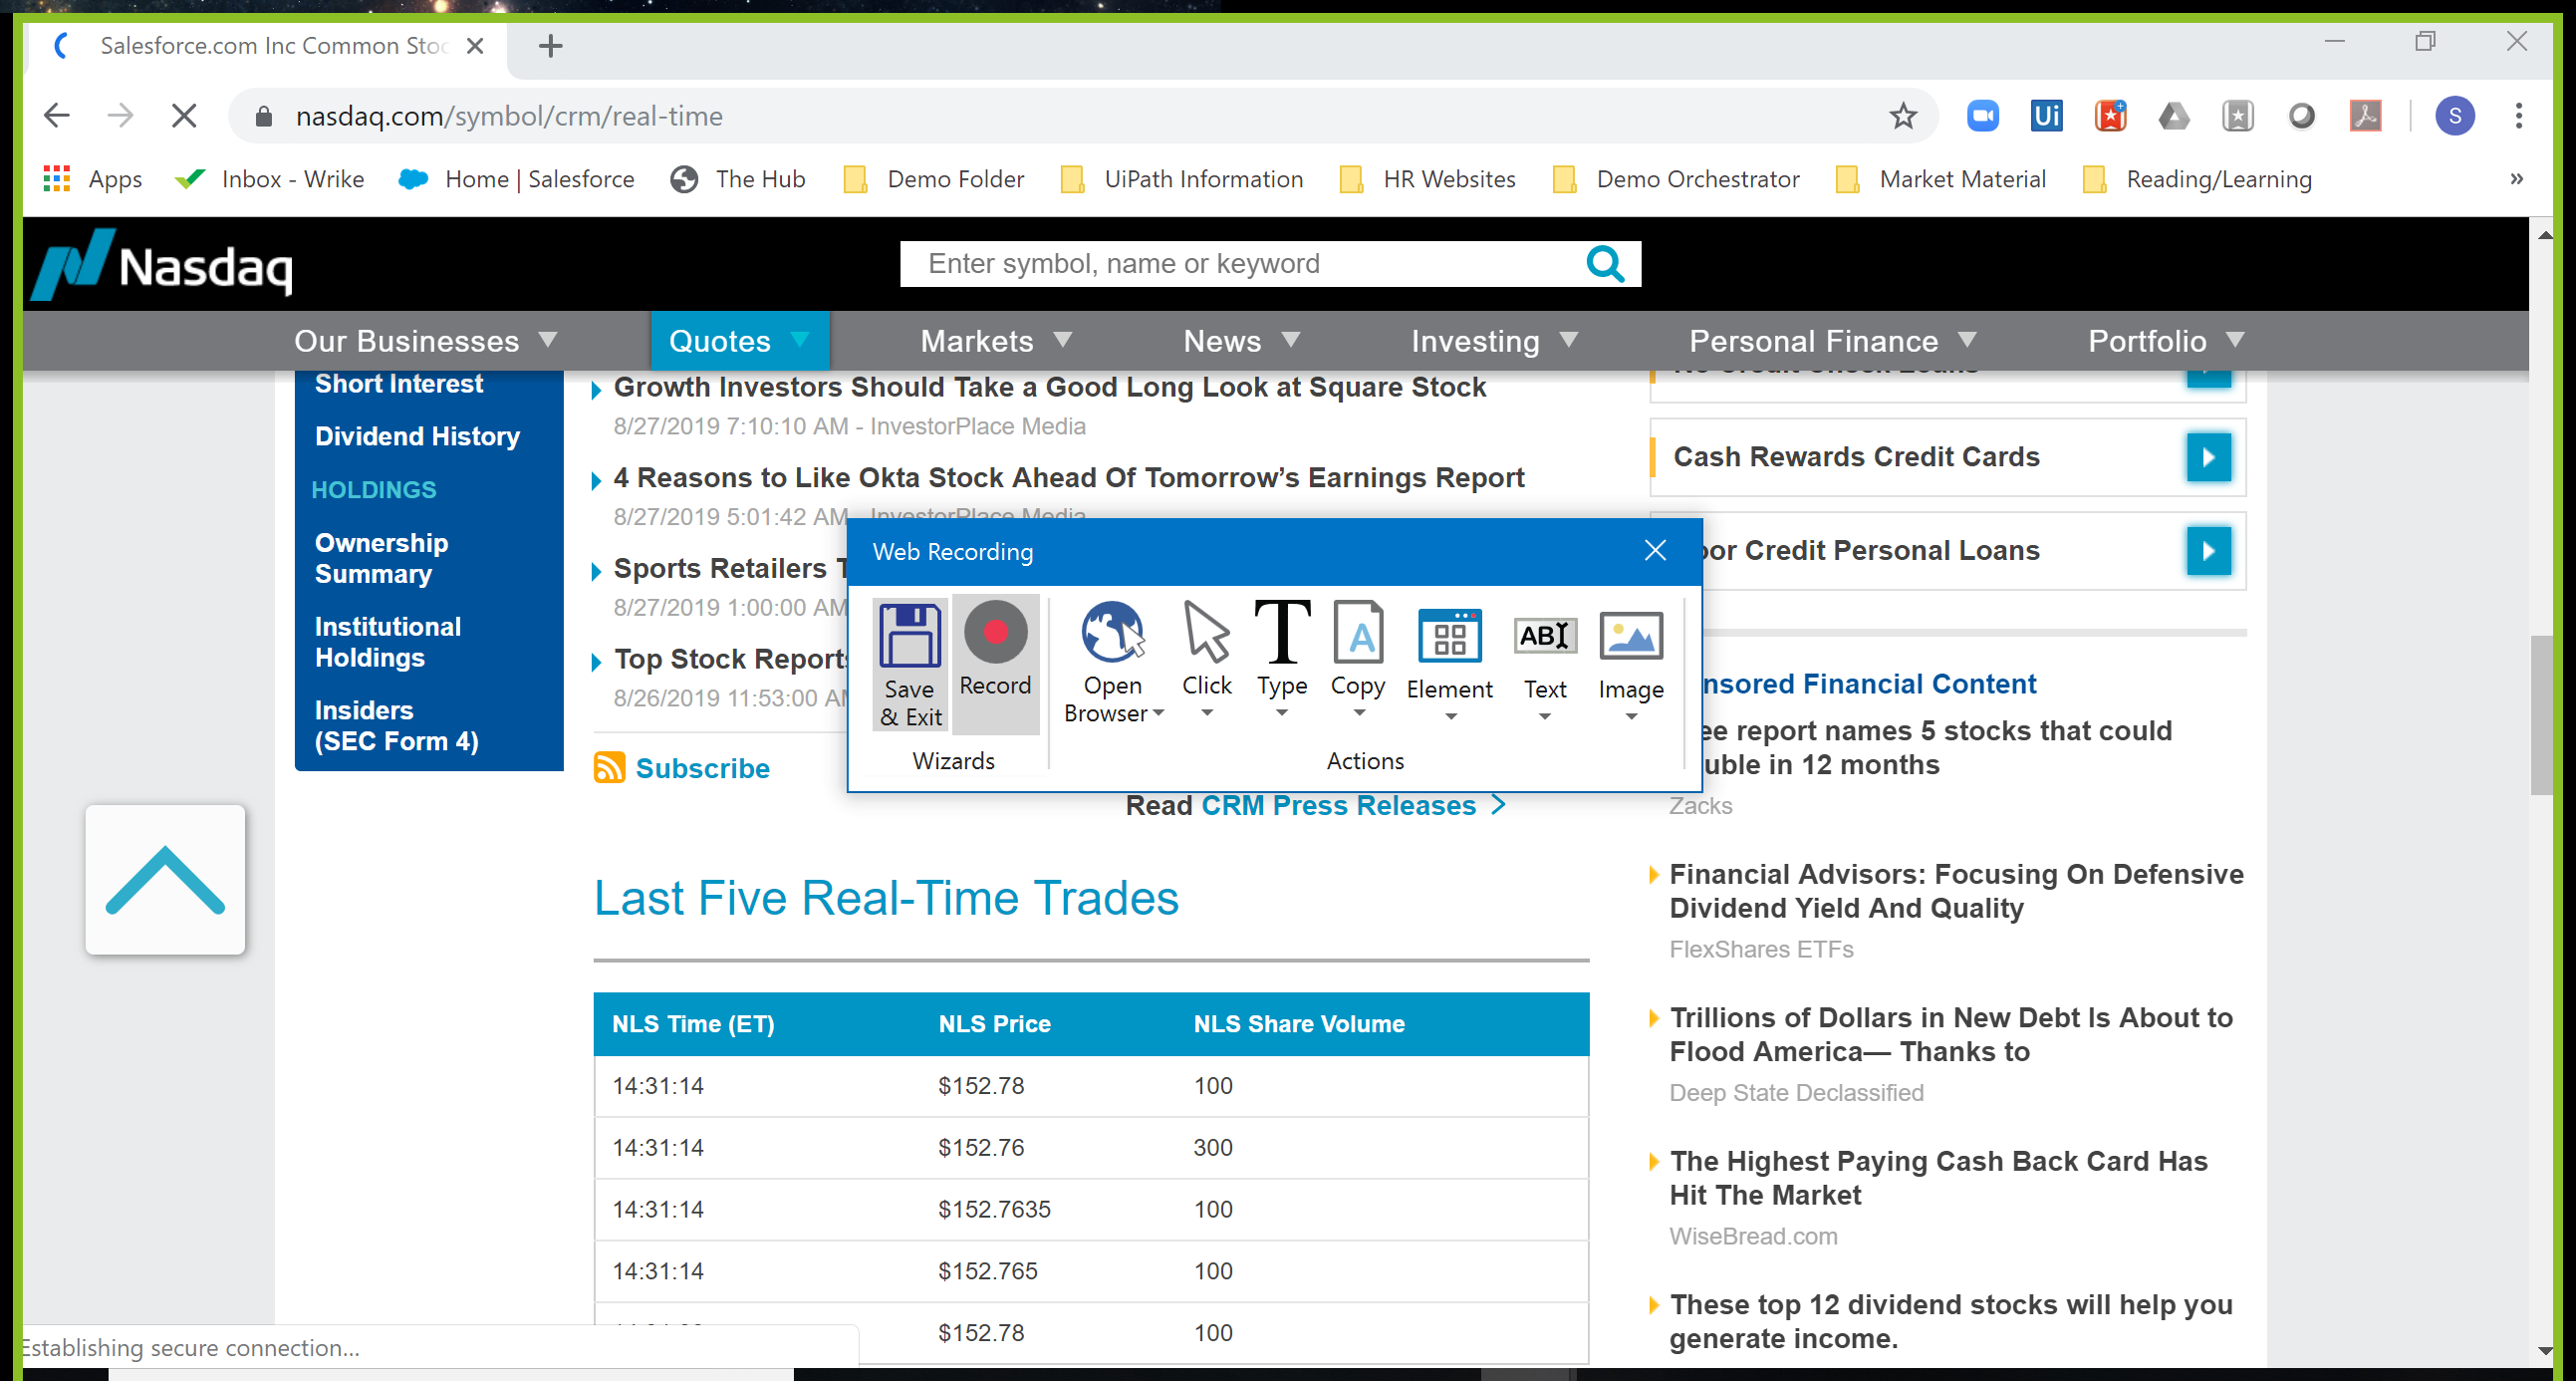 Salesforce.com Inc Common Stoc
nasdaq.com/symbol/crm/real-time
Ui
S
Apps
Inbox - Wrike
Home | Salesforce
The Hub
Demo Folder
UiPath Information
HR Websites
Demo Orchestrator
Market Material
Reading/Learning
»
Nasdaq
Enter symbol, name or keyword
Our Businesses
Quotes
Markets
News
Investing
Personal Finance
Portfolio
Short Interest
Dividend History
HOLDINGS
Ownership
Summary
Institutional
Holdings
Insiders
(SEC Form 4)
Growth Investors Should Take a Good Long Look at Square Stock
8/27/2019 7:10:10 AM - InvestorPlace Media
4 Reasons to Like Okta Stock Ahead Of Tomorrow’s Earnings Report
8/27/2019 5:01:42 AM - InvestorPlace Media
Sports Retailers
8/27/2019 1:00:00 AM
Top Stock Reports
8/26/2019 11:53:00 AM
Subscribe
Read CRM Press Releases
Web Recording
Save
& Exit
Record
Wizards
Open
Browser
Click
Type
Copy
Element
ABI
Text
Image
Actions
Last Five Real-Time Trades
NLS Time (ET) NLS Price NLS Share Volume
14:31:14 $152.78 100
14:31:14 $152.76 300
14:31:14 $152.7635 100
14:31:14 $152.765 100
$152.78 100
No Credit Check Loans
Cash Rewards Credit Cards
oor Credit Personal Loans
nsored Financial Content
ee report names 5 stocks that could
uble in 12 months
Zacks
Financial Advisors: Focusing On Defensive
Dividend Yield And Quality
FlexShares ETFs
Trillions of Dollars in New Debt Is About to
Flood America— Thanks to
Deep State Declassified
The Highest Paying Cash Back Card Has
Hit The Market
WiseBread.com
These top 12 dividend stocks will help you
generate income.
Establishing secure connection...